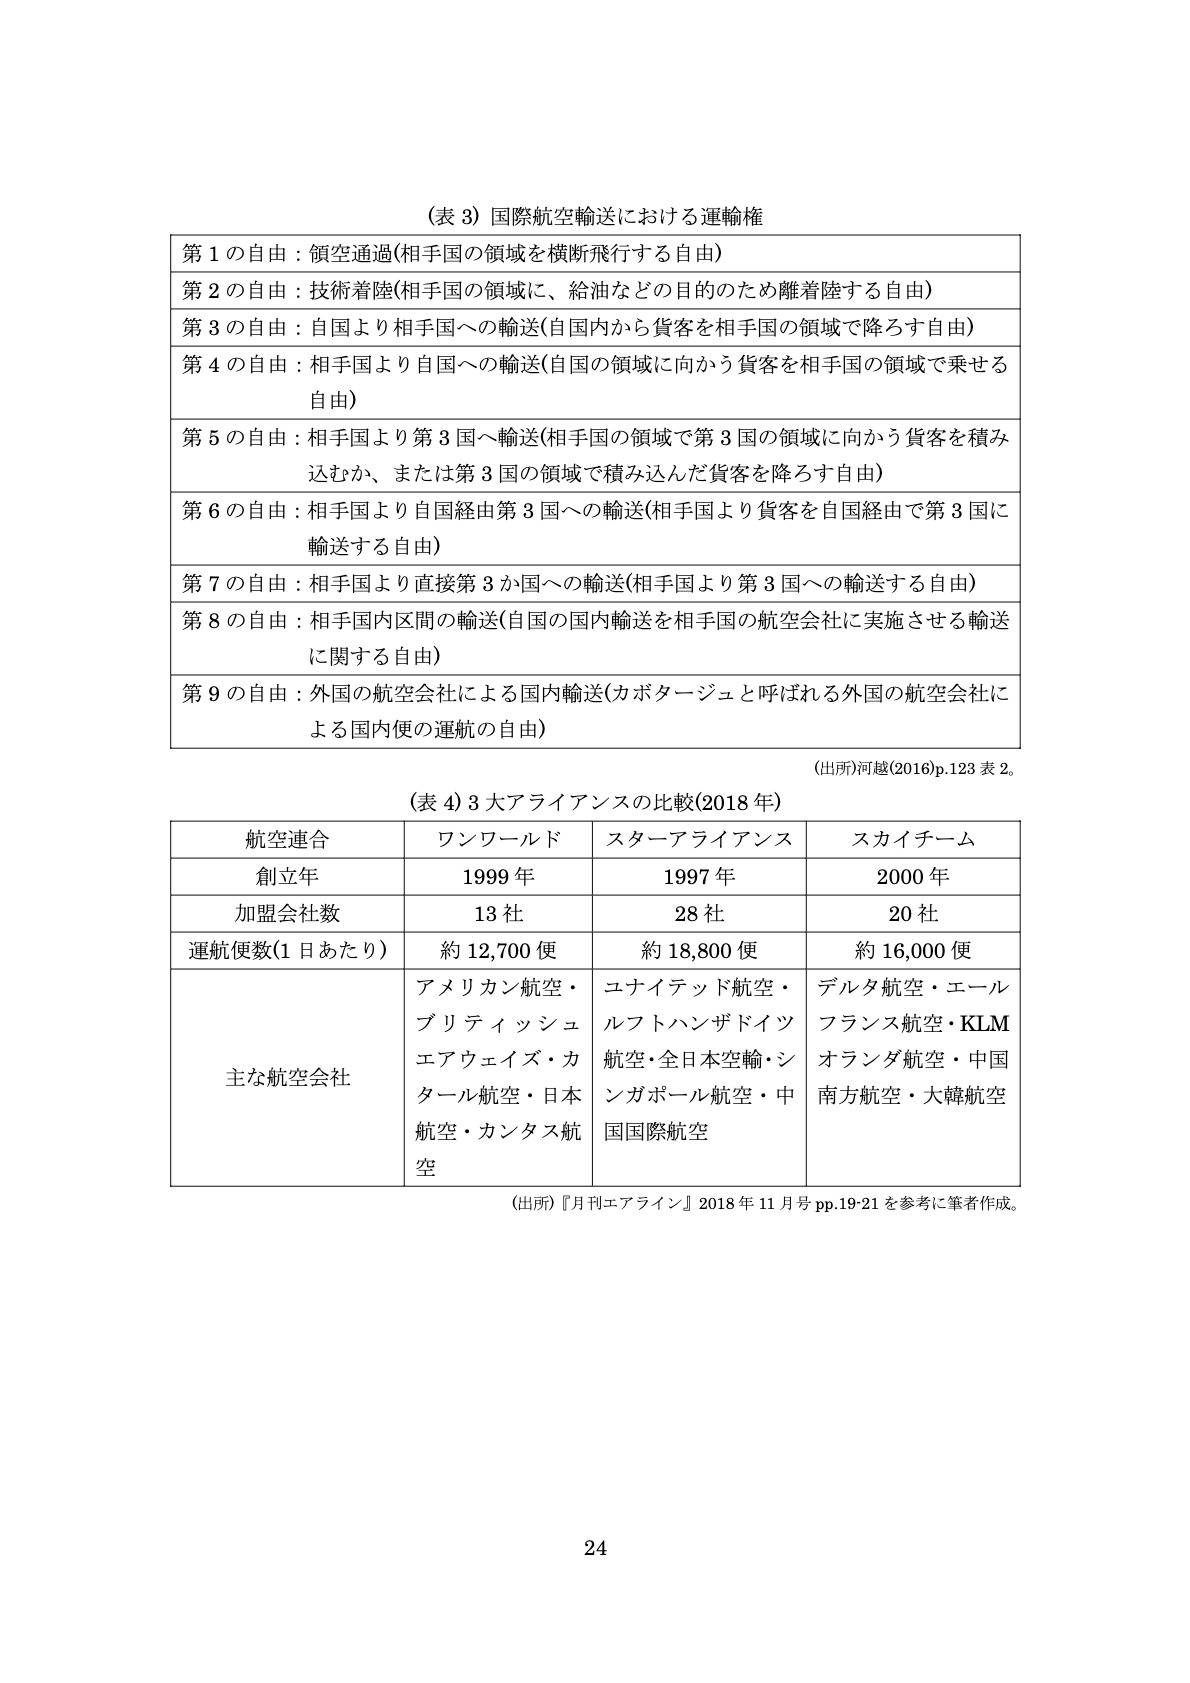 (表 3) 国際航空輸送における運輸権
第 1 の自由：領空通過(相手国の領域を横断飛行する自由)
第 2 の自由：技術着陸(相手国の領域に、給油などの目的のため離着陸する自由)
第 3 の自由：自国より相手国への輸送(自国内から貨客を相手国の領域で降ろす自由)
第 4 の自由：相手国より自国への輸送(自国の領域に向かう貨客を相手国の領域で乗せる
自由)
第 5 の自由：相手国より第 3 国へ輸送(相手国の領域で第 3 国の領域に向かう貨客を積み
込むか、または第 3 国の領域で積み込んだ貨客を降ろす自由)
第 6 の自由：相手国より自国経由第 3 国への輸送(相手国より貨客を自国経由で第 3 国に
輸送する自由)
第 7 の自由：相手国より直接第 3 か国への輸送(相手国より第 3 国への輸送する自由)
第 8 の自由：相手国内区間の輸送(自国の国内輸送を相手国の航空会社に実施させる輸送
に関する自由)
第 9 の自由：外国の航空会社による国内輸送(カボタージュと呼ばれる外国の航空会社に
よる国内便の運航の自由)
(出所)河越(2016)p.123 表 2。
(表 4) 3 大アライアンスの比較(2018 年)
航空連合 ワンワールド スターアライアンス スカイチーム
創立年 1999 年 1997 年 2000 年
加盟会社数 13 社 28 社 20 社
運航便数(1 日あたり) 約 12,700 便 約 18,800 便 約 16,000 便
主な航空会社
アメリカン航空・
ブリティッシュ
エアウェイズ・カ
タール航空・日本
航空・カンタス航
空
ユナイテッド航空・
ルフトハンザドイツ
航空・全日本空輸・シ
ンガポール航空・中
国国際航空
デルタ航空・エール
フランス航空・KLM
オランダ航空・中国
南方航空・大韓航空
(出所)『月刊エアライン』2018 年 11 月号 pp.19-21 を参考に筆者作成。
24